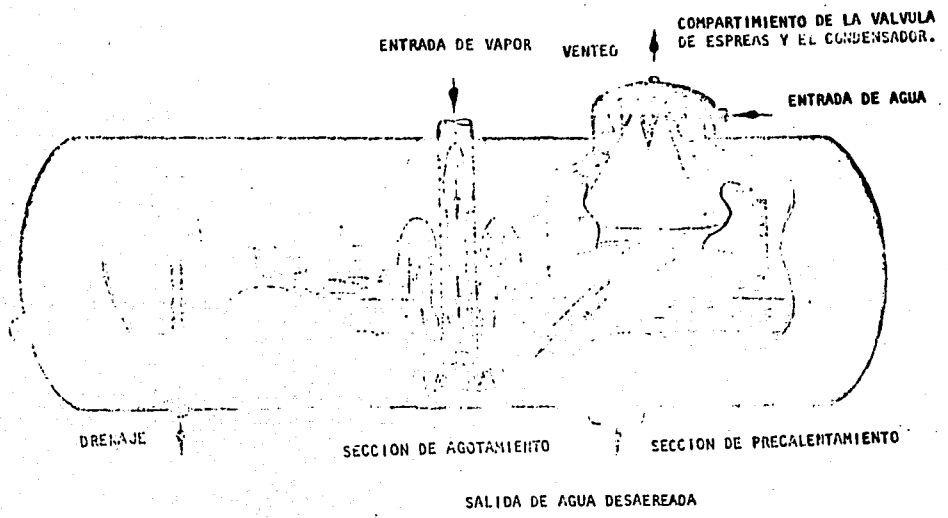 COMPARTIMIENTO DE LA VALVULA
DE ESPREAS Y EL CONDENSADOR.
ENTRADA DE VAPOR
VENTEO
ENTRADA DE AGUA
DRENAJE
SECCION DE AGOTAMIENTO
SECCION DE PRECALENTAMIENTO
SALIDA DE AGUA DESAEREADA